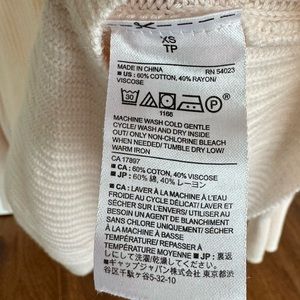 XS
TP
MADE IN CHINA RN 54023
■ US : 60% COTTON, 40% RAYON/
VISCOSE
30
P
1166
MACHINE WASH COLD GENTLE
CYCLE/ WASH AND DRY INSIDE
OUT/ ONLY NON-CHLORINE BLEACH
WHEN NEEDED/ TUMBLE DRY LOW/
WARM IRON
CA 17897
■ CA : 60% COTTON, 40% VISCOSE
■ JP : 60% 綿, 40% レーヨン
■ CA : LAVER À LA MACHINE À L'EAU
FROIDE AU CYCLE DÉLICAT/ LAVER ET
SÉCHER SUR L'ENVERS/ UTILISER AU
BESOIN UN AGENT DE BLANCHIMENT
SANS CHLORE UNIQUEMENT/ SÉCHER
À BASSE TEMPÉRATURE/
TEMPÉRATURE/ REPASSER À
TEMPÉRATURE MOYENNE ■ JP : 裏返
しにして洗濯/乾燥してください。
■ ギャップジャパン株式会社 東京都渋
谷区千駄ヶ谷5-32-10